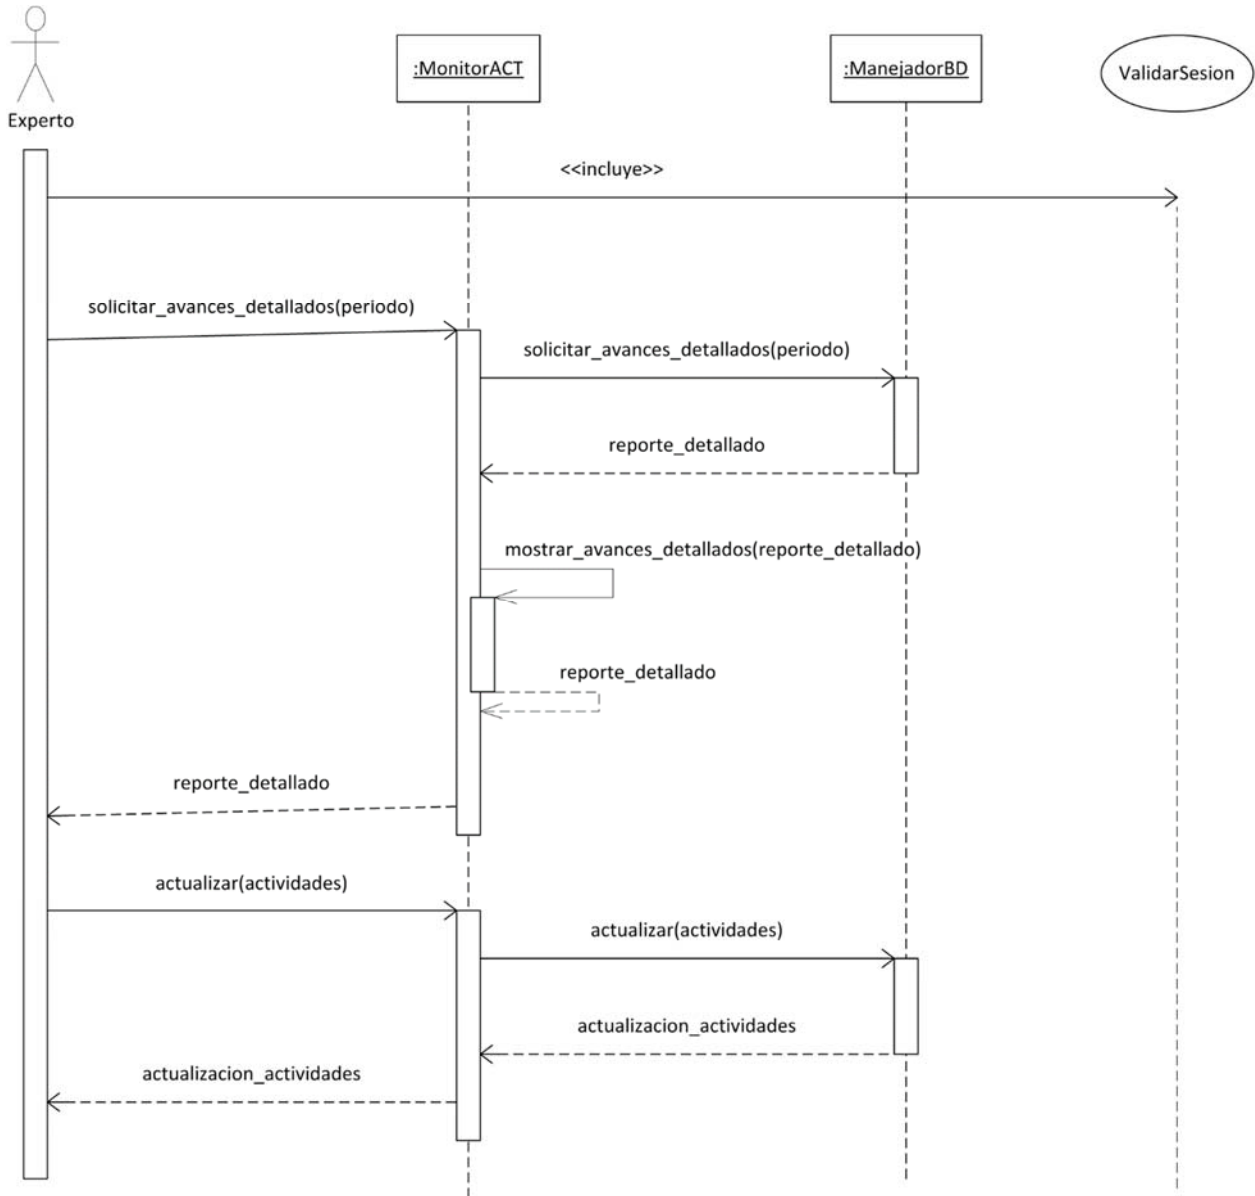 :MonitorACT
:ManejadorBD
ValidarSesion
Experto
<<incluye>>
solicitar_avances_detallados(periodo)
solicitar_avances_detallados(periodo)
reporte_detallado
mostrar_avances_detallados(reporte_detallado)
reporte_detallado
reporte_detallado
actualizar(actividades)
actualizar(actividades)
actualizacion_actividades
actualizacion_actividades